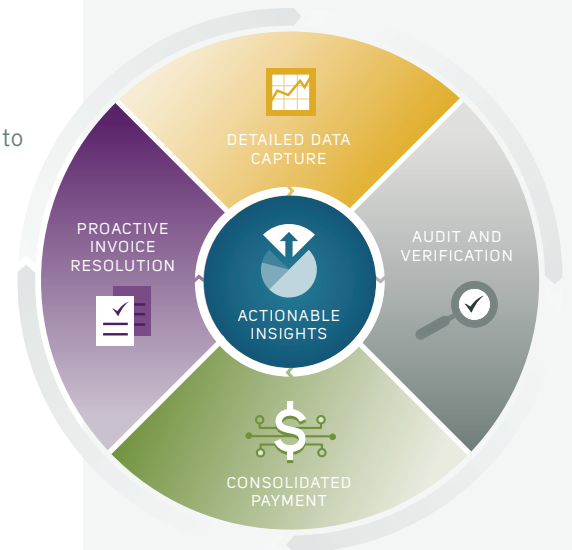 to
DETAILED DATA
CAPTURE
PROACTIVE
INVOICE
RESOLUTION
AUDIT AND
VERIFICATION
ACTIONABLE
INSIGHTS
$
CONSOLIDATED
PAYMENT